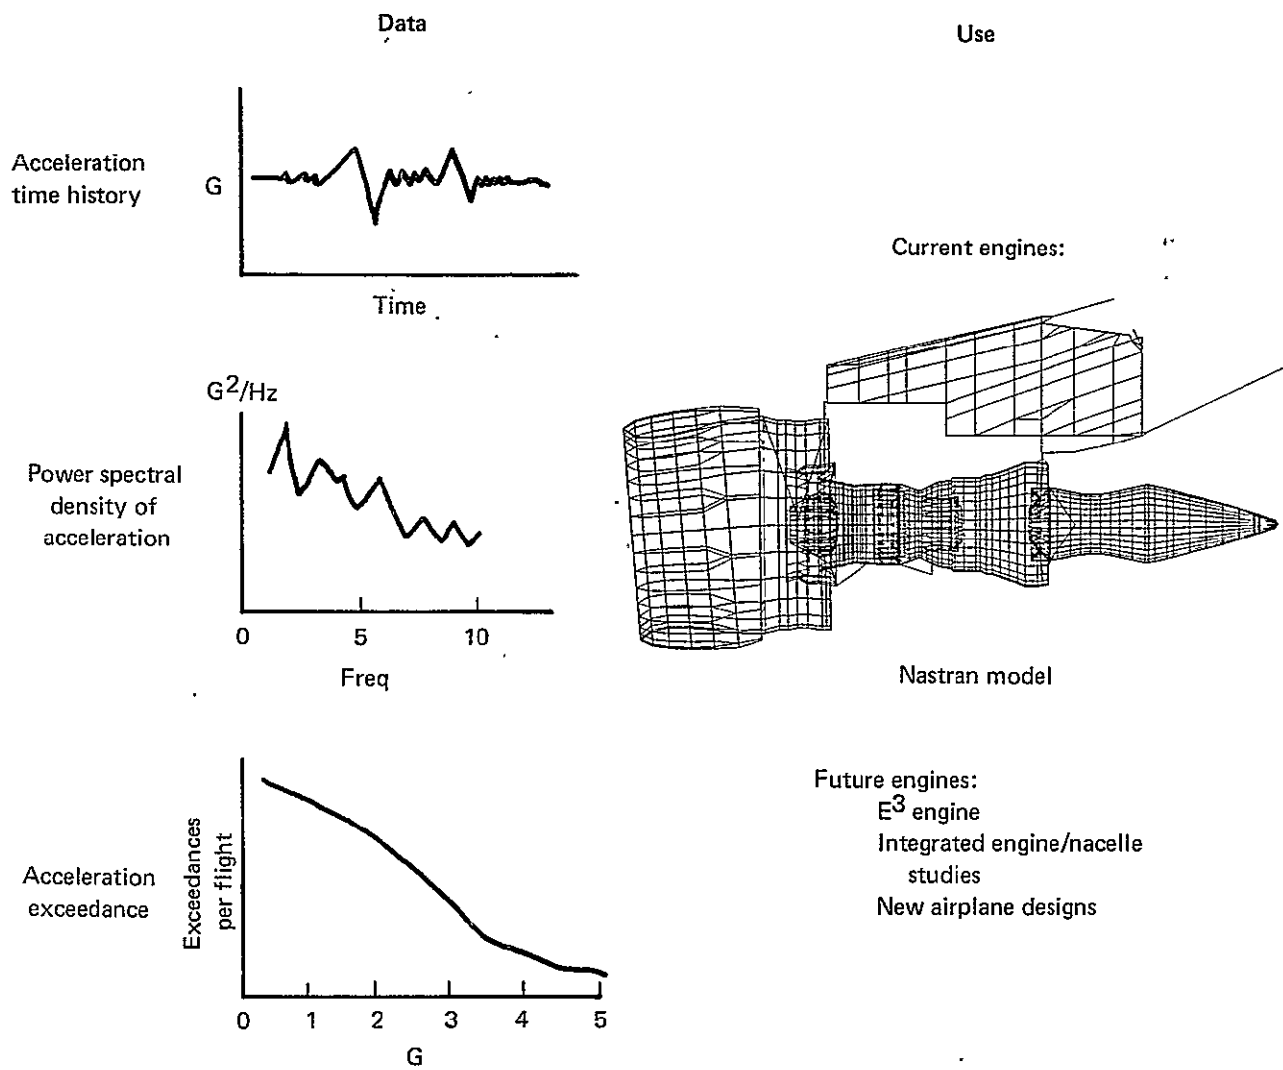 Data
Use
Acceleration
time history
G
Time
Current engines:
G²/Hz
Power spectral
density of
acceleration
0
5
10
Freq
Nastran model
Acceleration
exceedance
Exceedances
per flight
0
1
2
3
4
5
G
Future engines:
E³ engine
Integrated engine/nacelle
studies
New airplane designs